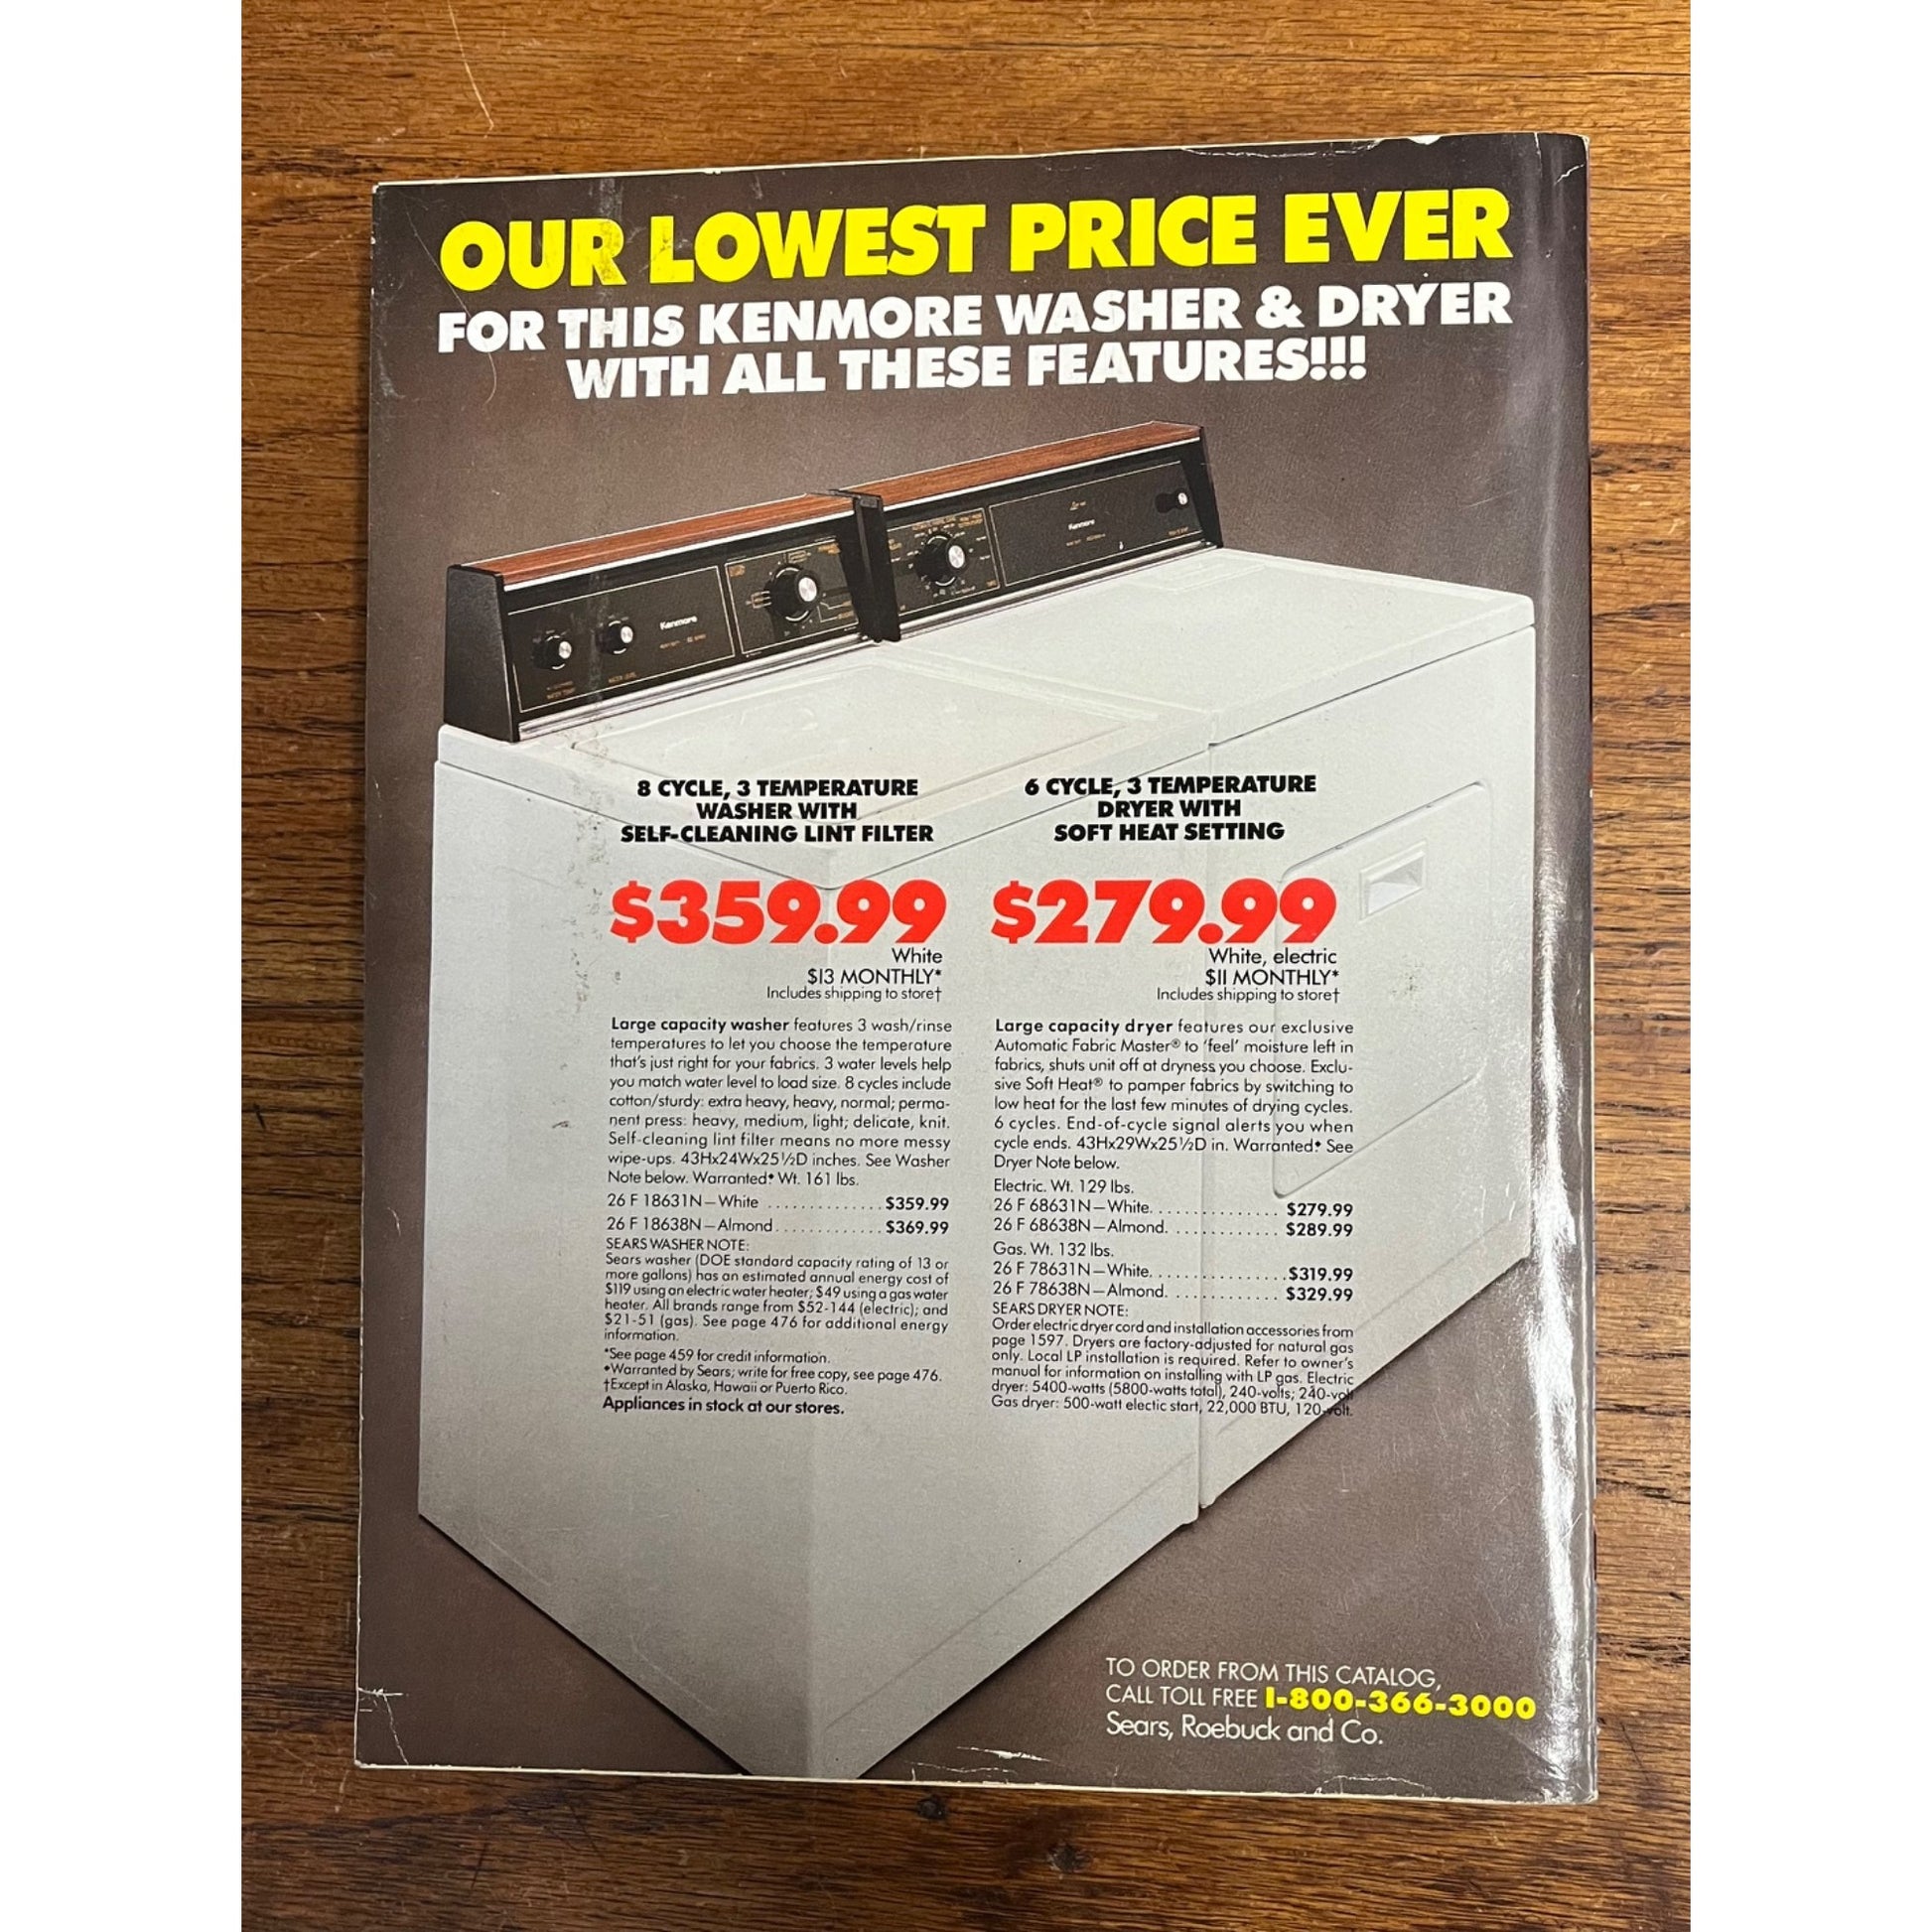 OUR LOWEST PRICE EVER
FOR THIS KENMORE WASHER & DRYER
WITH ALL THESE FEATURES!!!
Kenmore
Kenmore
WATER TEMP
WATER LEVEL
8 CYCLE, 3 TEMPERATURE
WASHER WITH
SELF-CLEANING LINT FILTER
$359.99
White
$13 MONTHLY*
Includes shipping to store†
Large capacity washer features 3 wash/rinse
temperatures to let you choose the temperature
that's just right for your fabrics. 3 water levels help
you match water level to load size. 8 cycles include
cotton/sturdy: extra heavy, heavy, normal; perma-
nent press: heavy, medium, light; delicate, knit.
Self-cleaning lint filter means no more messy
wipe-ups. 43Hx24Wx25½D inches. See Washer
Note below. Warranted♦ Wt. 161 lbs.
26 F 18631N—White .............. $359.99
26 F 18638N—Almond ............ $369.99
SEARS WASHER NOTE:
Sears washer (DOE standard capacity rating of 13 or
more gallons) has an estimated annual energy cost of
$119 using an electric water heater; $49 using a gas water
heater. All brands range from $52-144 (electric); and
$21-51 (gas). See page 476 for additional energy
information.
*See page 459 for credit information.
♦Warranted by Sears; write for free copy, see page 476.
†Except in Alaska, Hawaii or Puerto Rico.
Appliances in stock at our stores.
6 CYCLE, 3 TEMPERATURE
DRYER WITH
SOFT HEAT SETTING
$279.99
White, electric
$11 MONTHLY*
Includes shipping to store†
Large capacity dryer features our exclusive
Automatic Fabric Master® to 'feel' moisture left in
fabrics, shuts unit off at dryness you choose. Exclu-
sive Soft Heat® to pamper fabrics by switching to
low heat for the last few minutes of drying cycles.
6 cycles. End-of-cycle signal alerts you when
cycle ends. 43Hx29Wx25½D in. Warranted♦ See
Dryer Note below.
Electric. Wt. 129 lbs.
26 F 68631N—White. ............... $279.99
26 F 68638N—Almond. ............ $289.99
Gas. Wt. 132 lbs.
26 F 78631N—White. ............... $319.99
26 F 78638N—Almond. ............ $329.99
SEARS DRYER NOTE:
Order electric dryer cord and installation accessories from
page 1597. Dryers are factory-adjusted for natural gas
only. Local LP installation is required. Refer to owner's
manual for information on installing with LP gas. Electric
dryer: 5400-watts (5800-watts total), 240-volts; 240-volt
Gas dryer: 500-watt electic start, 22,000 BTU, 120-volt.
TO ORDER FROM THIS CATALOG,
CALL TOLL FREE 1-800-366-3000
Sears, Roebuck and Co.